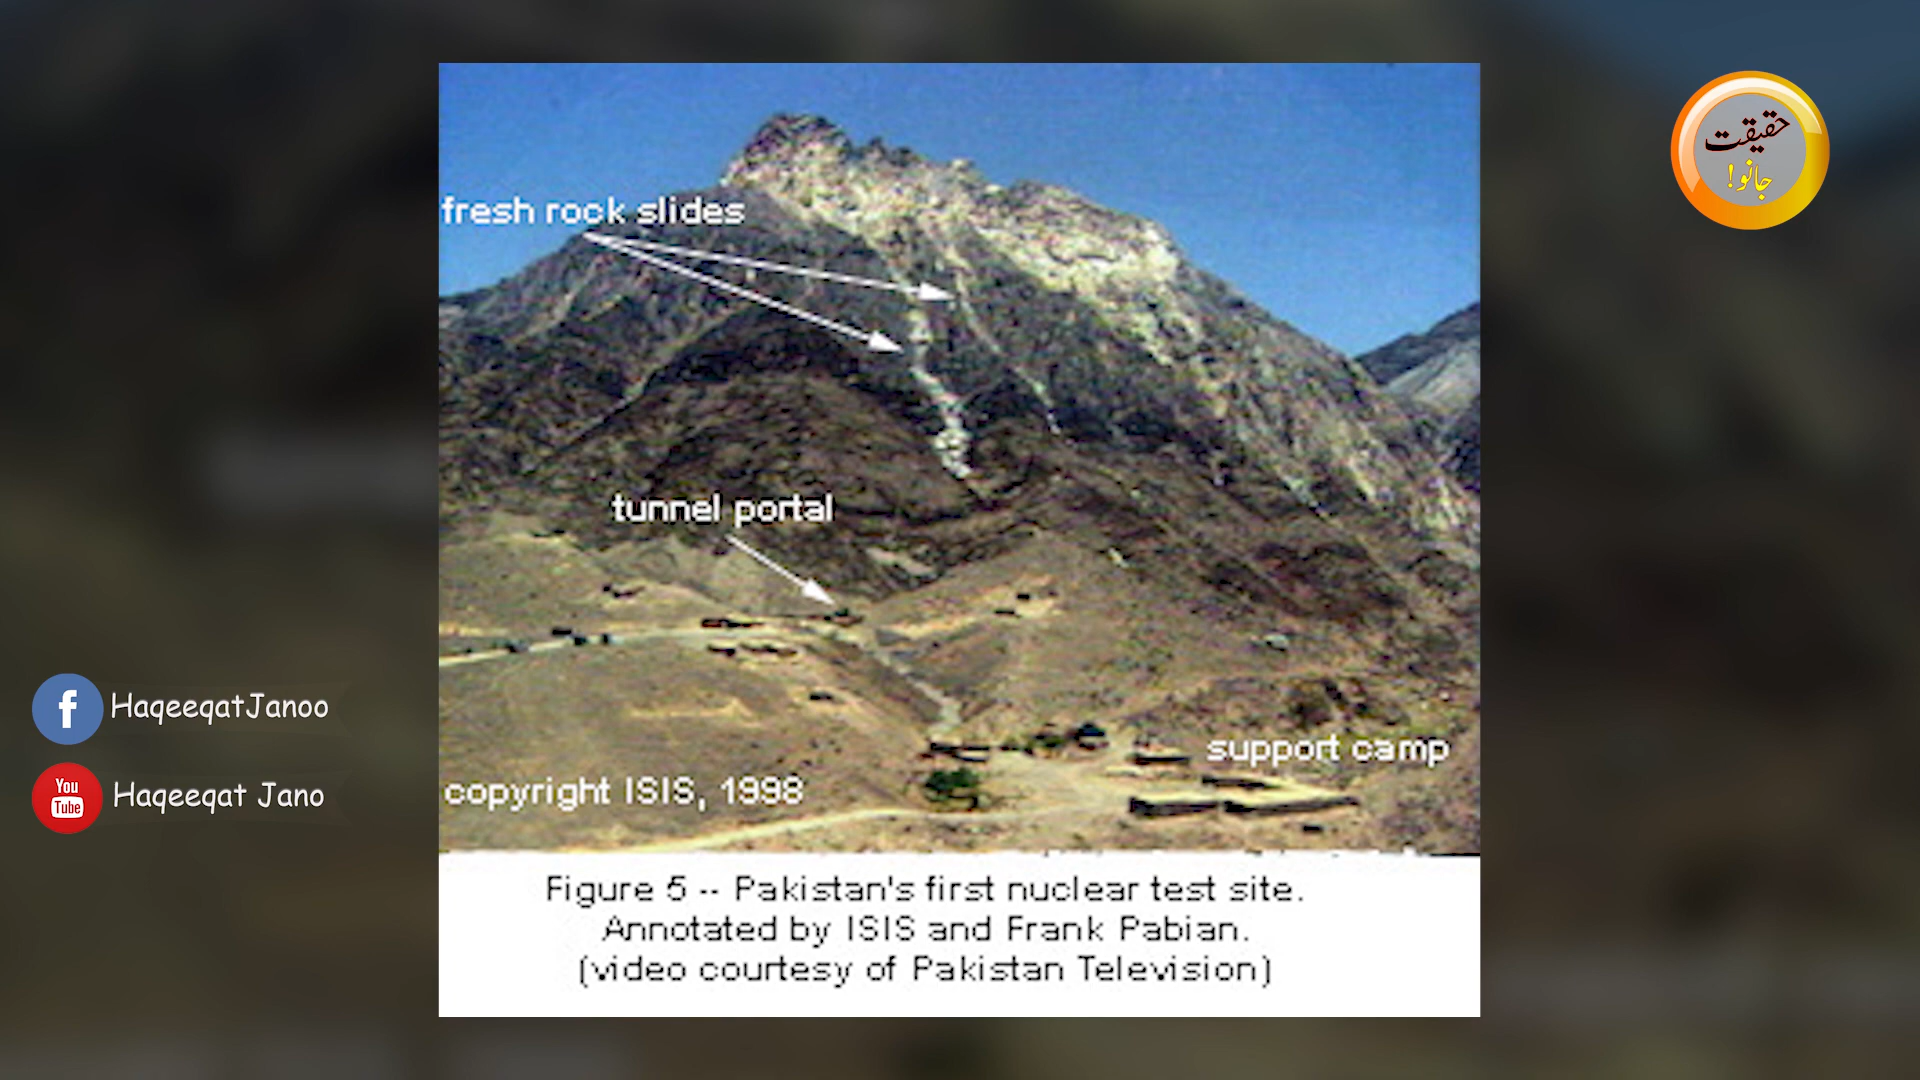 حقیقت
جانو!
fresh rock slides
tunnel portal
support camp
copyright ISIS, 1998
HaqeeqatJanoo
You
Tube
Haqeeqat Jano
Figure 5 -- Pakistan's first nuclear test site.
Annotated by ISIS and Frank Pabian.
(video courtesy of Pakistan Television)